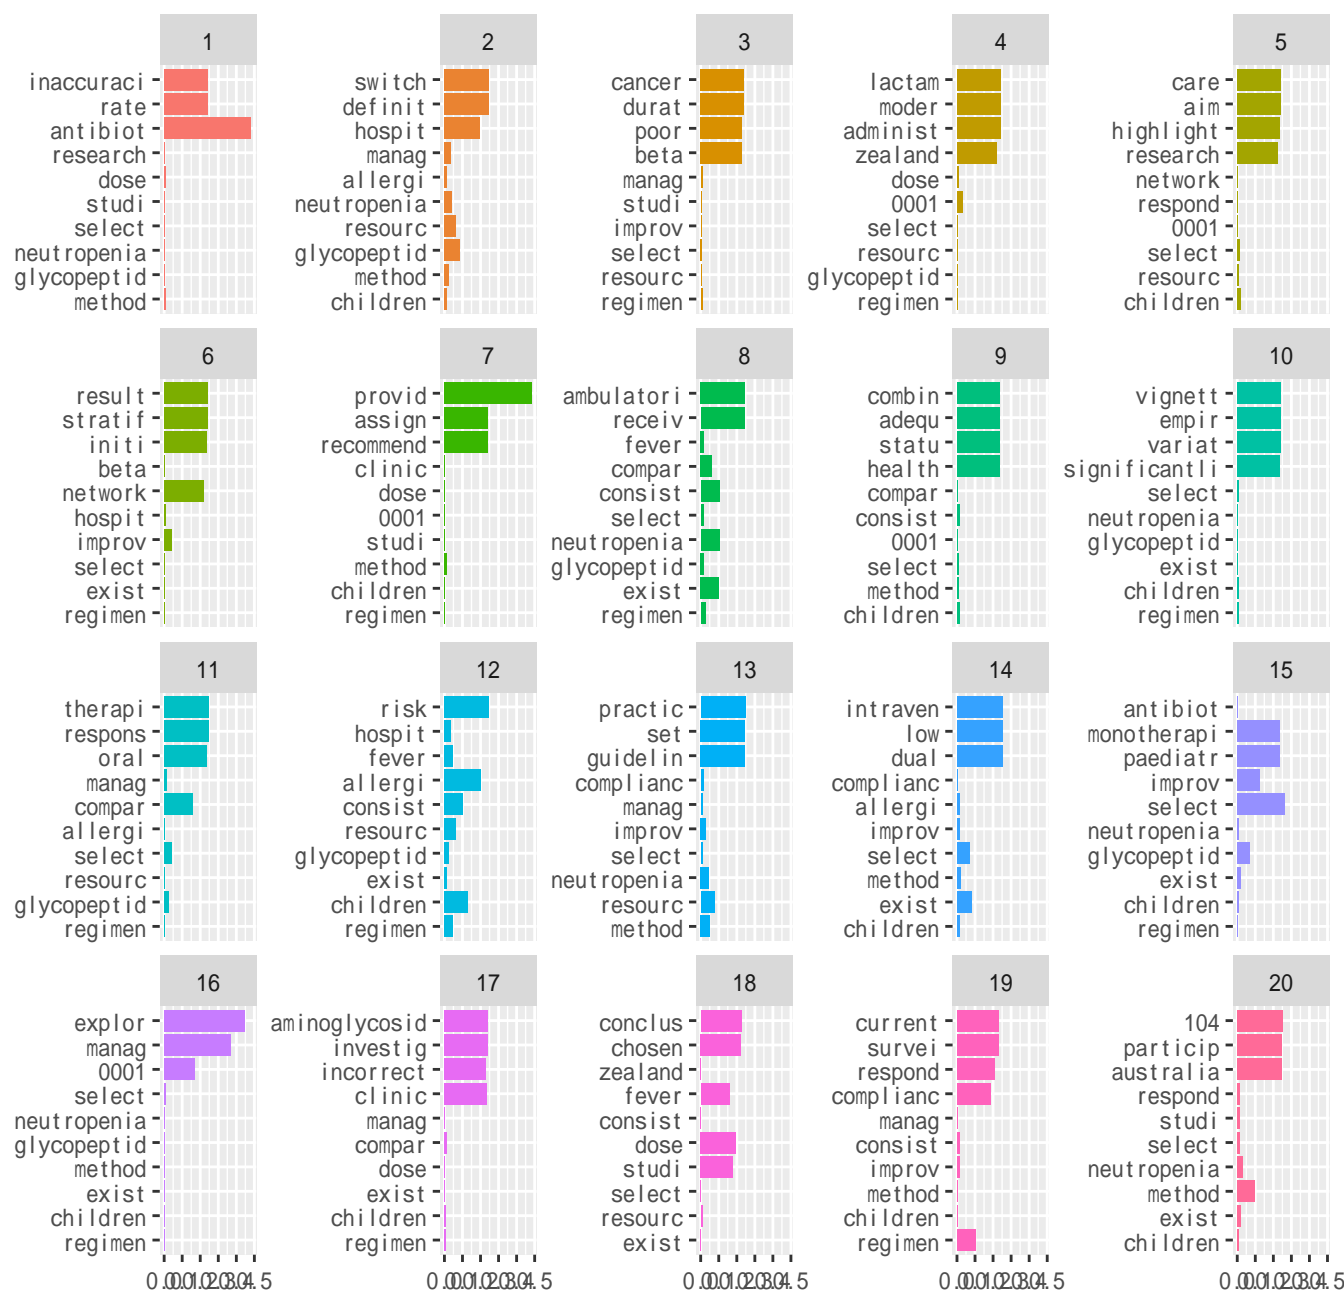 1 2 3 4 5
inaccuraci switch cancer lactam care
rate definit durat moder aim
antibiot hospit poor administ highlight
research manag beta zealand research
dose allergi manag dose network
studi neutropenia studi 0001 respond
select resourc improv select 0001
neutropenia glycopeptid select resourc select
glycopeptid method resourc glycopeptid resourc
method children regimen regimen children
6 7 8 9 10
result provid ambulatori combin vignett
stratif assign receiv adequ empir
initi recommend fever statu variat
beta clinic compar health significantli
network dose consist compar select
hospit 0001 select consist neutropenia
improv studi neutropenia 0001 glycopeptid
select method glycopeptid select exist
exist children exist method children
regimen regimen regimen children regimen
11 12 13 14 15
therapi risk practic intraven antibiot
respons hospit set low monotherapi
oral fever guidelin dual paediatr
manag allergi complianc complianc improv
compar consist manag allergi select
allergi resourc improv improv neutropenia
select glycopeptid select select glycopeptid
resourc exist neutropenia method exist
glycopeptid children resourc exist children
regimen regimen method children regimen
16 17 18 19 20
explor aminoglycosid conclus current 104
manag investig chosen survei particip
0001 incorrect zealand respond australia
select clinic fever complianc respond
neutropenia manag consist manag studi
glycopeptid compar dose consist select
method dose studi improv neutropenia
exist exist select method method
children children resourc children exist
regimen regimen exist regimen children